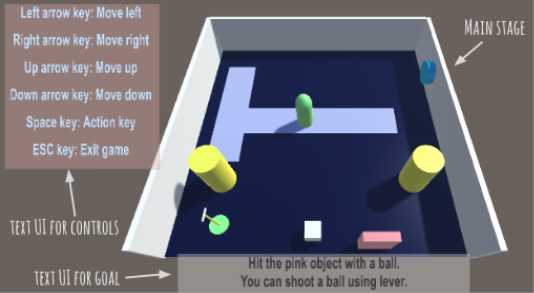 Left arrow key: Move left
Right arrow key: Move right
Up arrow key: Move up
Down arrow key: Move down
Space key: Action key
ESC key: Exit game
Main stage
text UI for controls
text UI for goal
Hit the pink object with a ball.
You can shoot a ball using lever.